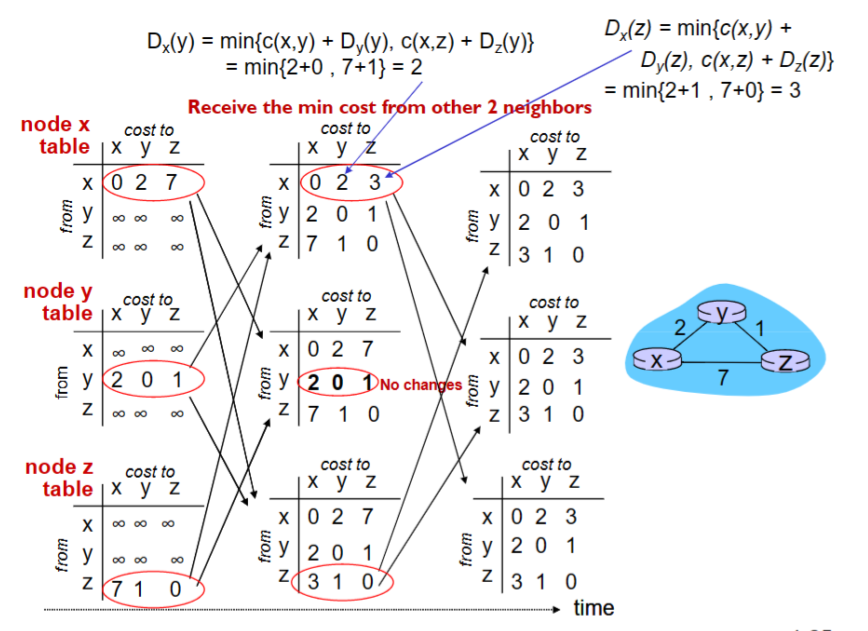 Dx(y) = min{c(x,y) + Dy(y), c(x,z) + Dz(y)}
= min{2+0 , 7+1} = 2
Dx(z) = min{c(x,y) +
Dy(z), c(x,z) + Dz(z)}
= min{2+1 , 7+0} = 3
Receive the min cost from other 2 neighbors
node x
table
cost to
x y z
from
x 0 2 7
y ∞ ∞ ∞
z ∞ ∞ ∞
cost to
x y z
from
x 0 2 3
y 2 0 1
z 7 1 0
cost to
x y z
from
x 0 2 3
y 2 0 1
z 3 1 0
node y
table
cost to
x y z
from
x ∞ ∞ ∞
y 2 0 1
z ∞ ∞ ∞
cost to
x y z
from
x 0 2 7
y 2 0 1 No changes
z 7 1 0
cost to
x y z
from
x 0 2 3
y 2 0 1
z 3 1 0
y
2 1
x z
7
node z
table
cost to
x y z
from
x ∞ ∞ ∞
y ∞ ∞ ∞
z 7 1 0
cost to
x y z
from
x 0 2 7
y 2 0 1
z 3 1 0
cost to
x y z
from
x 0 2 3
y 2 0 1
z 3 1 0
time